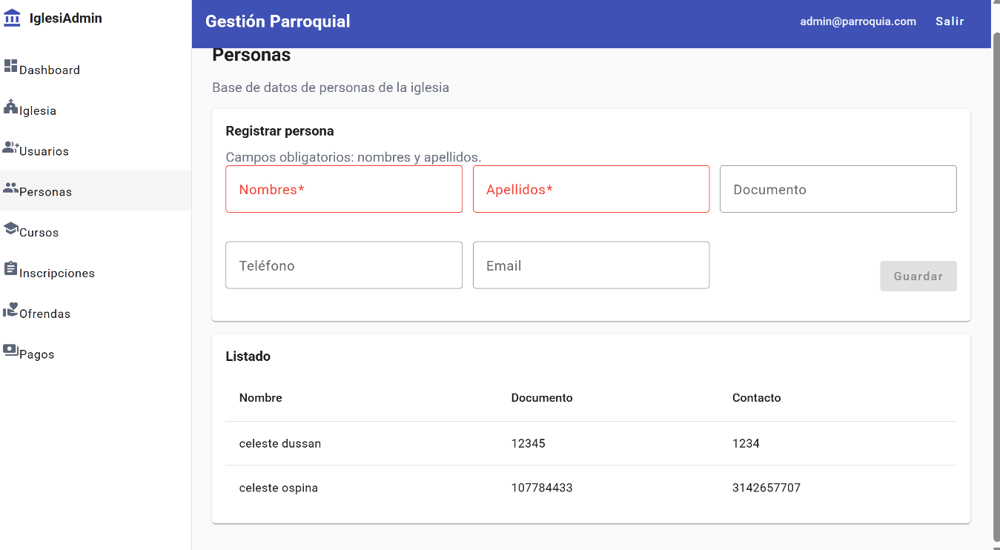 IglesiAdmin
Gestión Parroquial
admin@parroquia.com Salir
Dashboard
Iglesia
Usuarios
Personas
Cursos
Inscripciones
Ofrendas
Pagos
Personas
Base de datos de personas de la iglesia
Registrar persona
Campos obligatorios: nombres y apellidos.
Nombres* Apellidos* Documento
Teléfono Email Guardar
Listado
Nombre Documento Contacto
celeste dussan 12345 1234
celeste ospina 107784433 3142657707